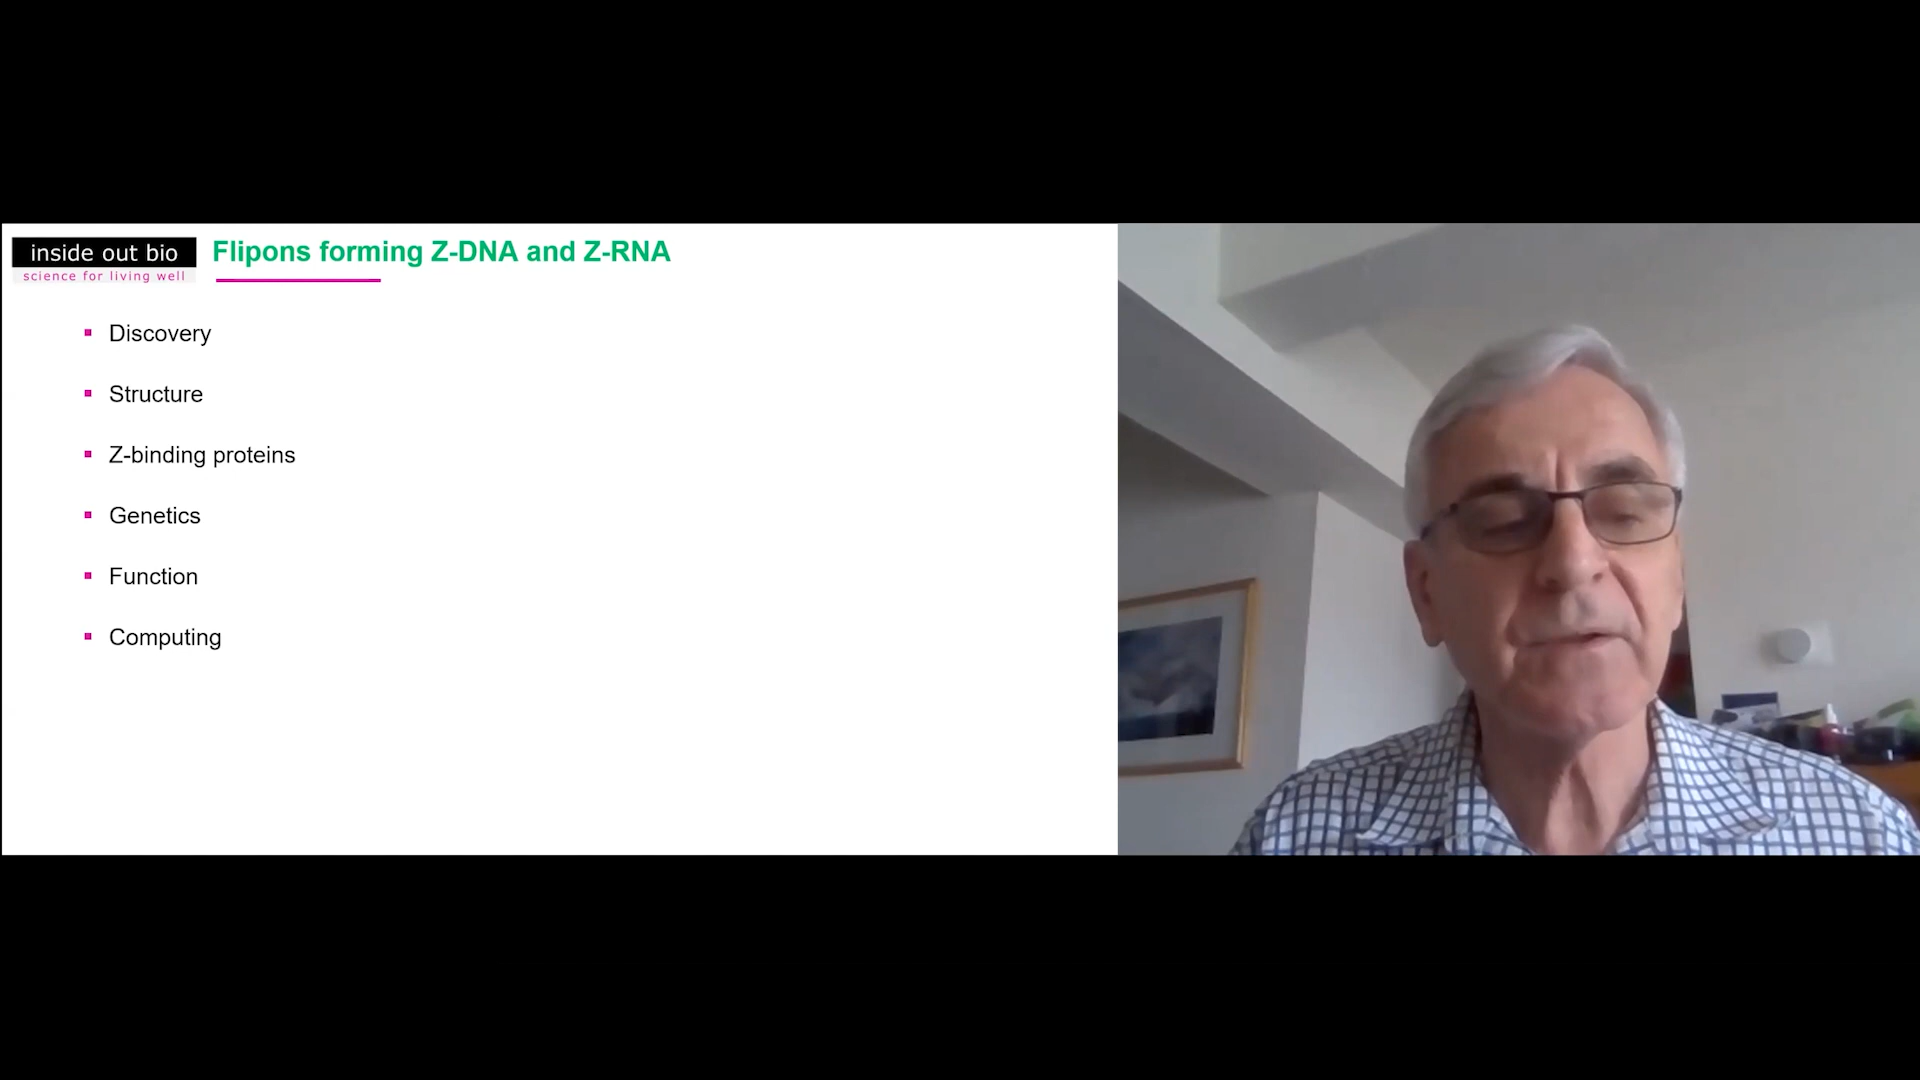 inside out bio
science for living well
Flipons forming Z-DNA and Z-RNA
Discovery
Structure
Z-binding proteins
Genetics
Function
Computing